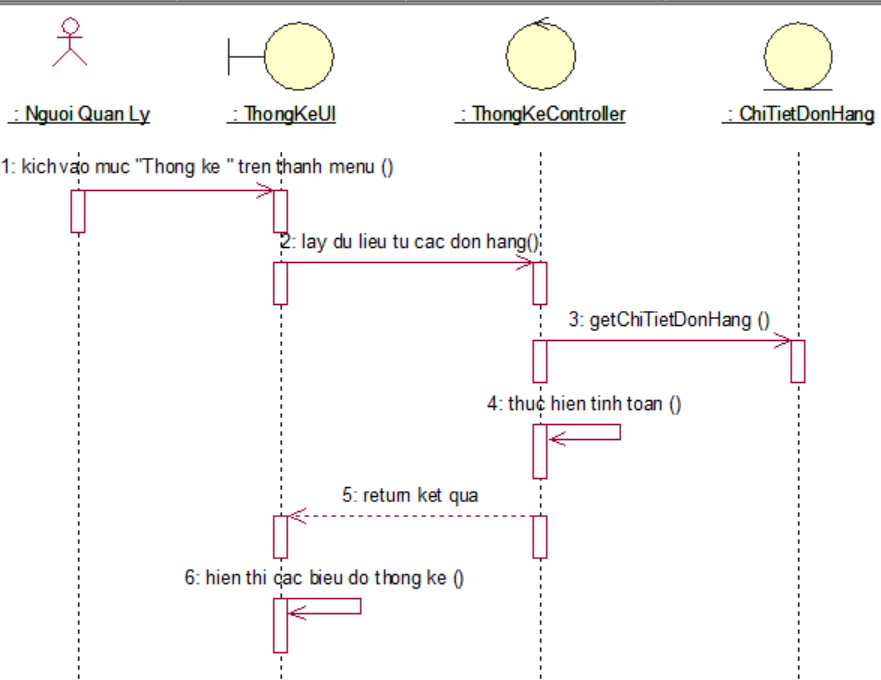 : Nguoi Quan Ly
: ThongKeUI
: ThongKeController
: ChiTietDonHang
1: kich vao muc "Thong ke " tren thanh menu ()
2: lay du lieu tu cac don hang()
3: getChiTietDonHang ()
4: thuc hien tinh toan ()
5: return ket qua
6: hien thi cac bieu do thong ke ()